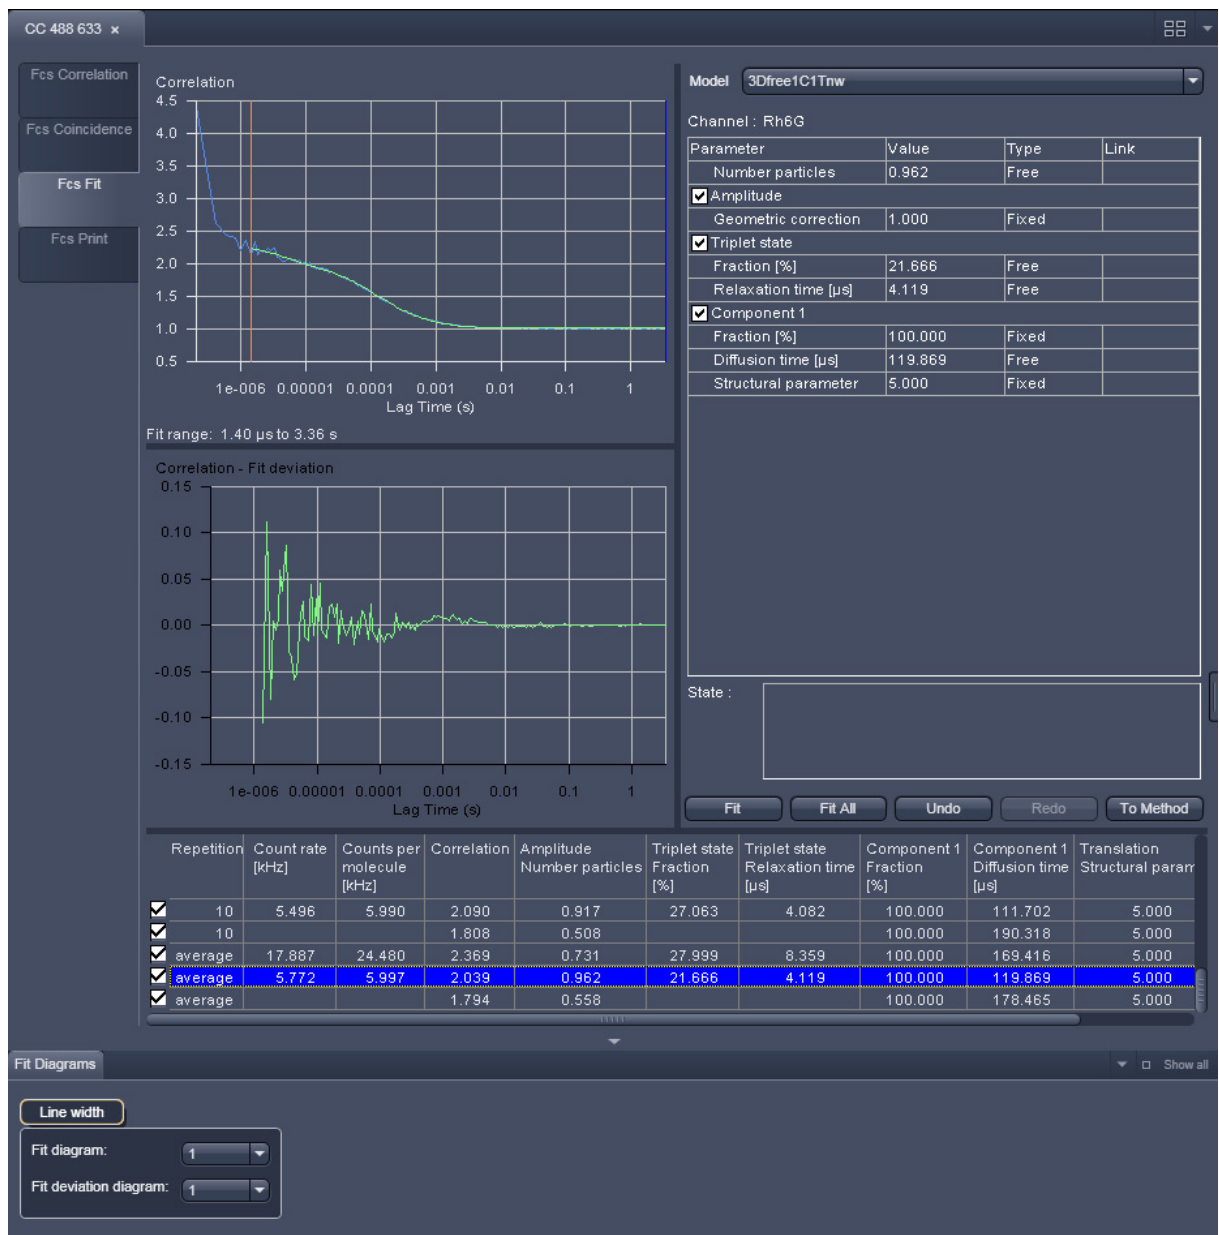 CC 488 633 ×
Fcs Correlation
Fcs Coincidence
Fcs Fit
Fcs Print
Correlation
4.5
4.0
3.5
3.0
2.5
2.0
1.5
1.0
0.5
1e-006 0.00001 0.0001 0.001 0.01 0.1 1
Lag Time (s)
Fit range: 1.40 µs to 3.36 s
Correlation - Fit deviation
0.15
0.10
0.05
0.00
-0.05
-0.10
-0.15
1e-006 0.00001 0.0001 0.001 0.01 0.1 1
Lag Time (s)
Model 3Dfree1C1Tnw
Channel : Rh6G
Parameter Value Type Link
Number particles 0.962 Free
Amplitude
Geometric correction 1.000 Fixed
Triplet state
Fraction [%] 21.666 Free
Relaxation time [µs] 4.119 Free
Component 1
Fraction [%] 100.000 Fixed
Diffusion time [µs] 119.869 Free
Structural parameter 5.000 Fixed
State :
Fit Fit All Undo Redo To Method
Repetition Count rate Counts per Correlation Amplitude Triplet state Triplet state Component 1 Component 1 Translation
[kHz] molecule Number particles Fraction Relaxation time Fraction Diffusion time Structural param
[kHz] [%] [µs] [%] [µs]
10 5.496 5.990 2.090 0.917 27.063 4.082 100.000 111.702 5.000
10 1.808 0.508 100.000 190.318 5.000
average 17.887 24.480 2.369 0.731 27.999 8.359 100.000 169.416 5.000
average 5.772 5.997 2.039 0.962 21.666 4.119 100.000 119.869 5.000
average 1.794 0.558 100.000 178.465 5.000
Fit Diagrams
Show all
Line width
Fit diagram: 1
Fit deviation diagram: 1